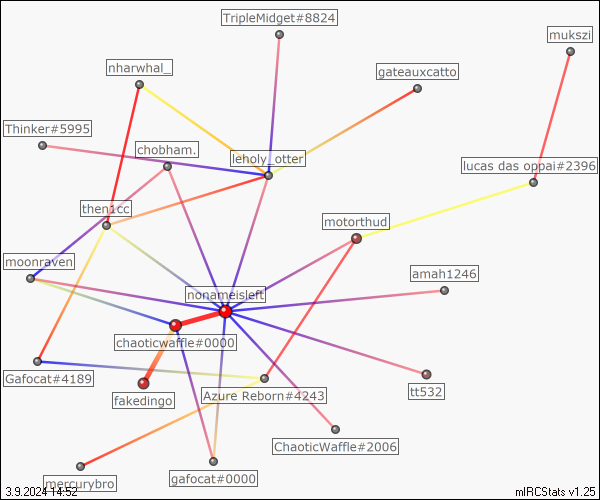 TripleMidget#8824
mukszi
nharwhal_
gateauxcatto
Thinker#5995
chobham.
leholy_otter
lucas das oppai#2396
then1cc
motorthud
moonraven
amah1246
nonameisleft
chaoticwaffle#0000
Gafocat#4189
tt532
fakedingo
Azure Reborn#4243
ChaoticWaffle#2006
gafocat#0000
mercurybro
3.9.2024 14:52
mIRCStats v1.25